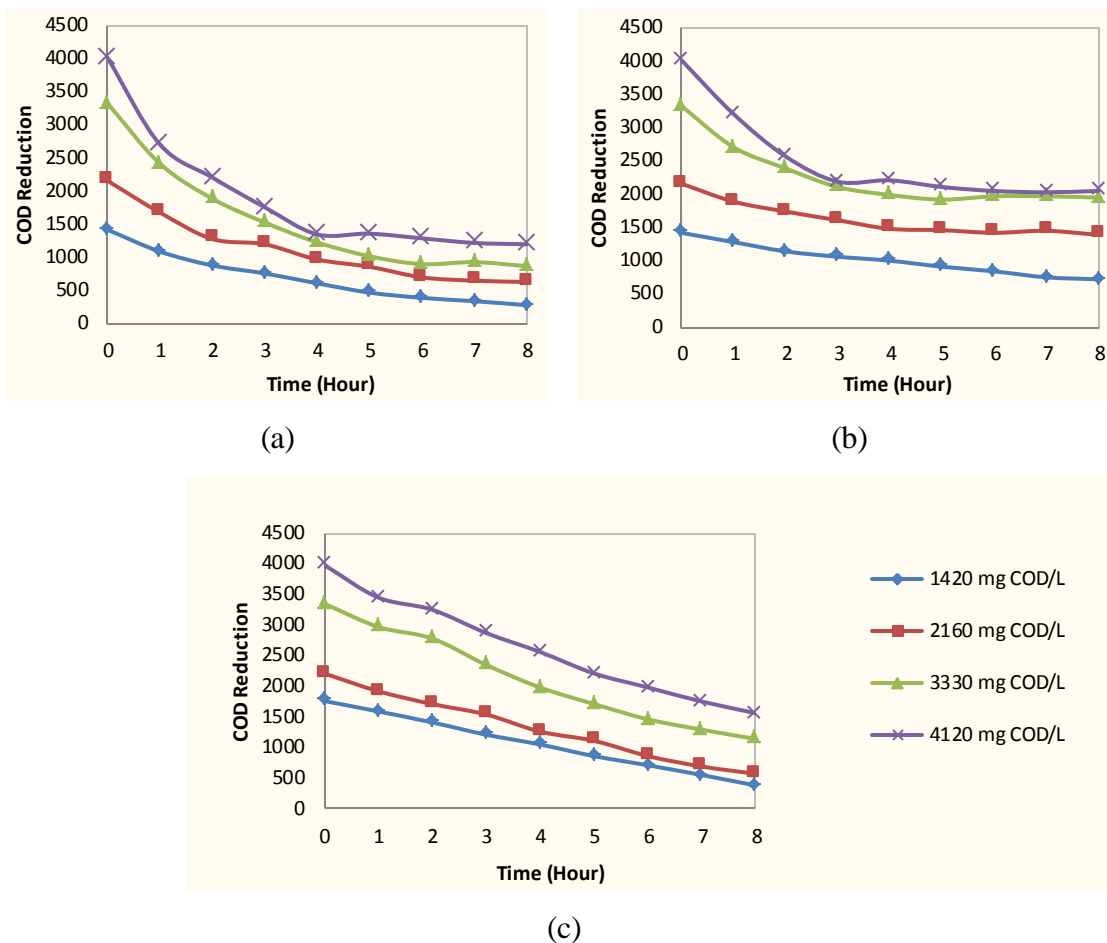 4500
4000
3500
3000
2500
2000
1500
1000
500
0
COD Reduction
0 1 2 3 4 5 6 7 8
Time (Hour)
(a)
4500
4000
3500
3000
2500
2000
1500
1000
500
0
COD Reduction
0 1 2 3 4 5 6 7 8
Time (Hour)
(b)
4500
4000
3500
3000
2500
2000
1500
1000
500
0
COD Reduction
0 1 2 3 4 5 6 7 8
Time (Hour)
1420 mg COD/L
2160 mg COD/L
3330 mg COD/L
4120 mg COD/L
(c)